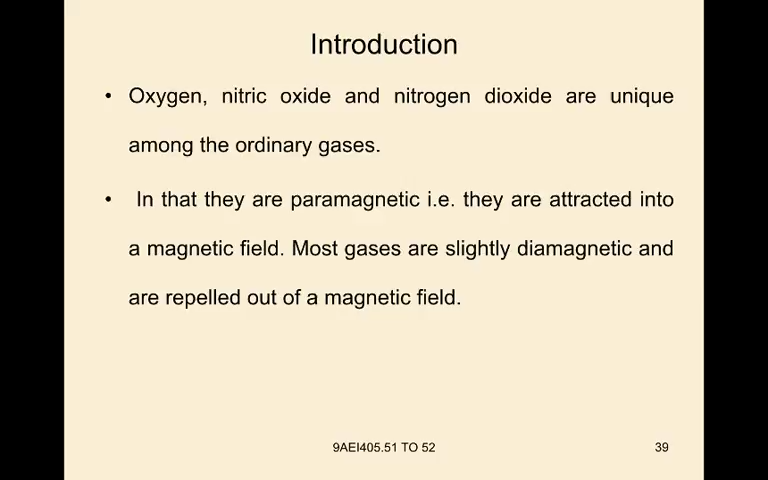 Introduction
• Oxygen, nitric oxide and nitrogen dioxide are unique
among the ordinary gases.
• In that they are paramagnetic i.e. they are attracted into
a magnetic field. Most gases are slightly diamagnetic and
are repelled out of a magnetic field.
9AEI405.51 TO 52
39